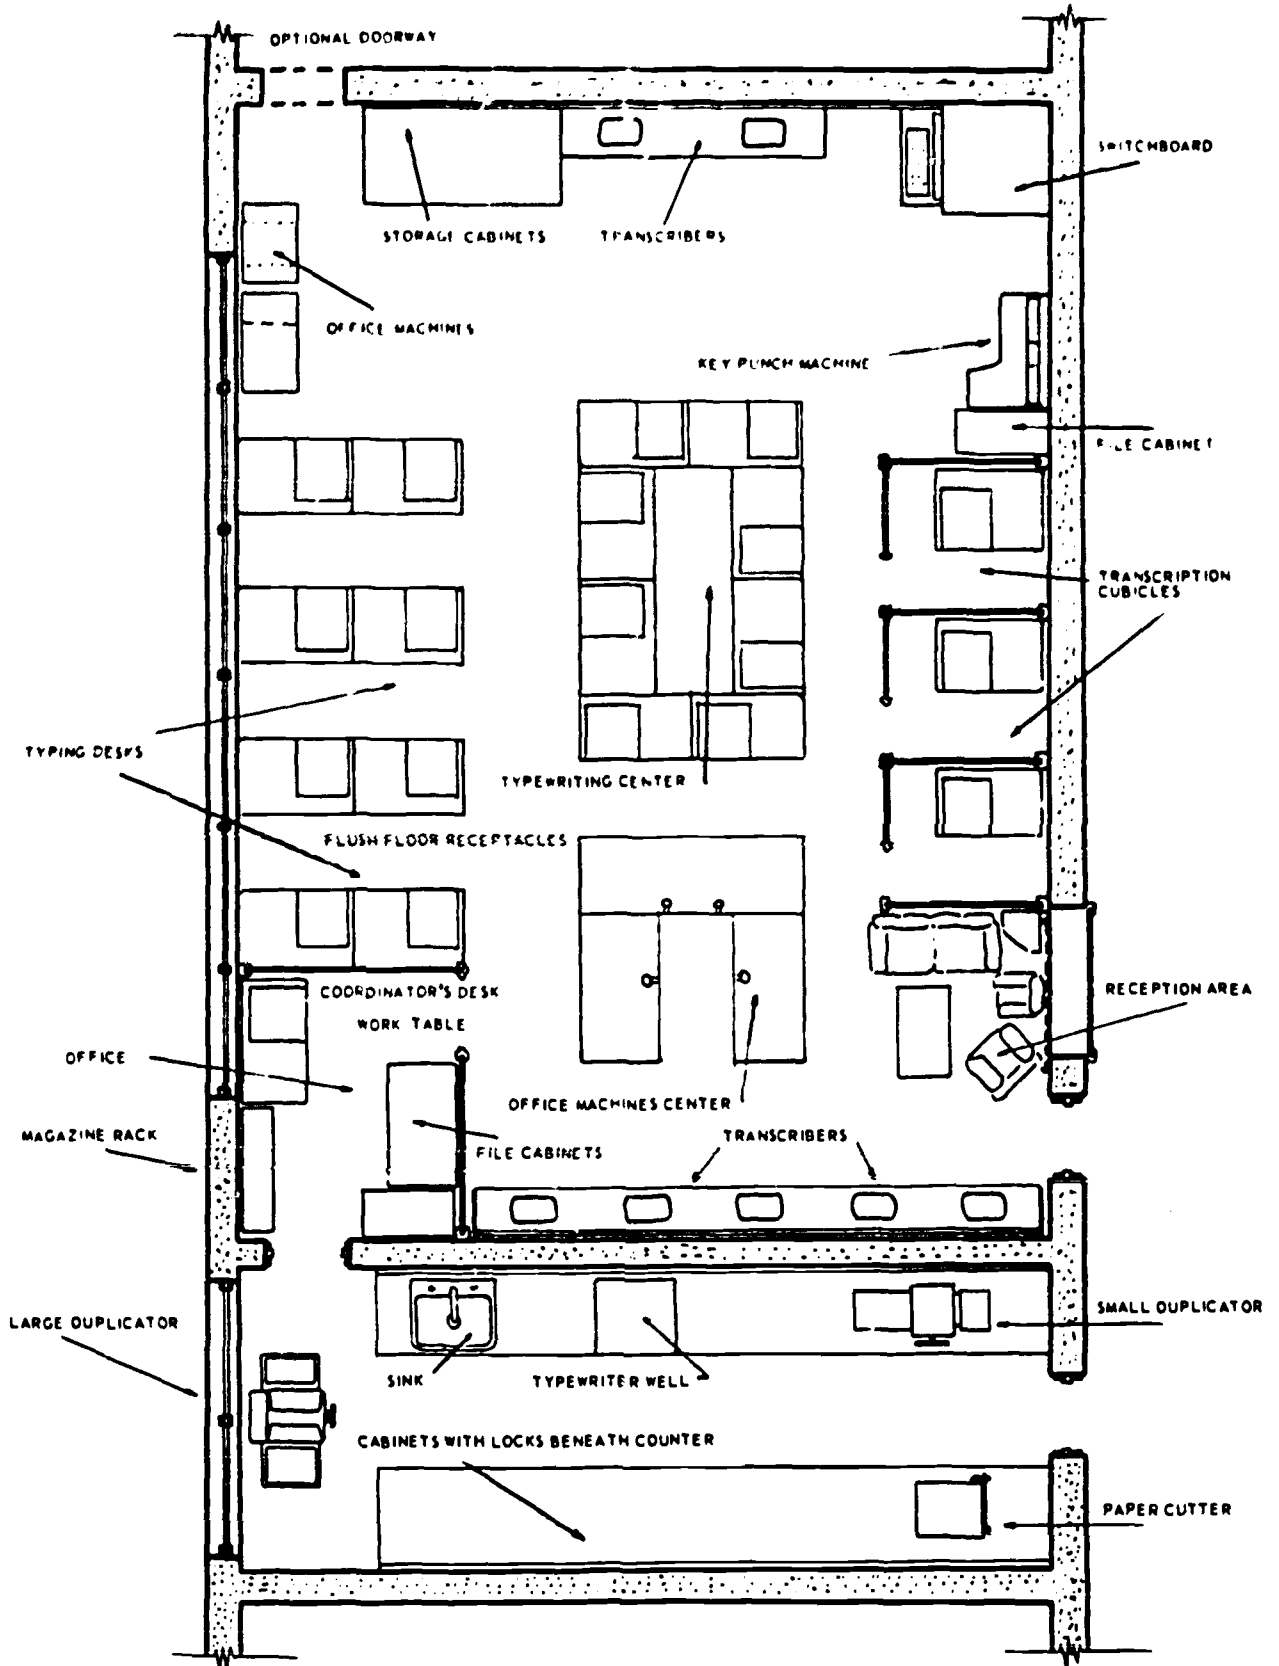 OPTIONAL DOORWAY
SWITCHBOARD
STORAGE CABINETS
TRANSCRIBERS
OFFICE MACHINES
KEY PUNCH MACHINE
FILE CABINET
TRANSCRIPTION
CUBICLES
TYPING DESKS
TYPEWRITING CENTER
FLUSH FLOOR RECEPTACLES
COORDINATOR'S DESK
RECEPTION AREA
WORK TABLE
OFFICE
OFFICE MACHINES CENTER
MAGAZINE RACK
TRANSCRIBERS
FILE CABINETS
LARGE DUPLICATOR
SMALL DUPLICATOR
SINK
TYPEWRITER WELL
CABINETS WITH LOCKS BENEATH COUNTER
PAPER CUTTER